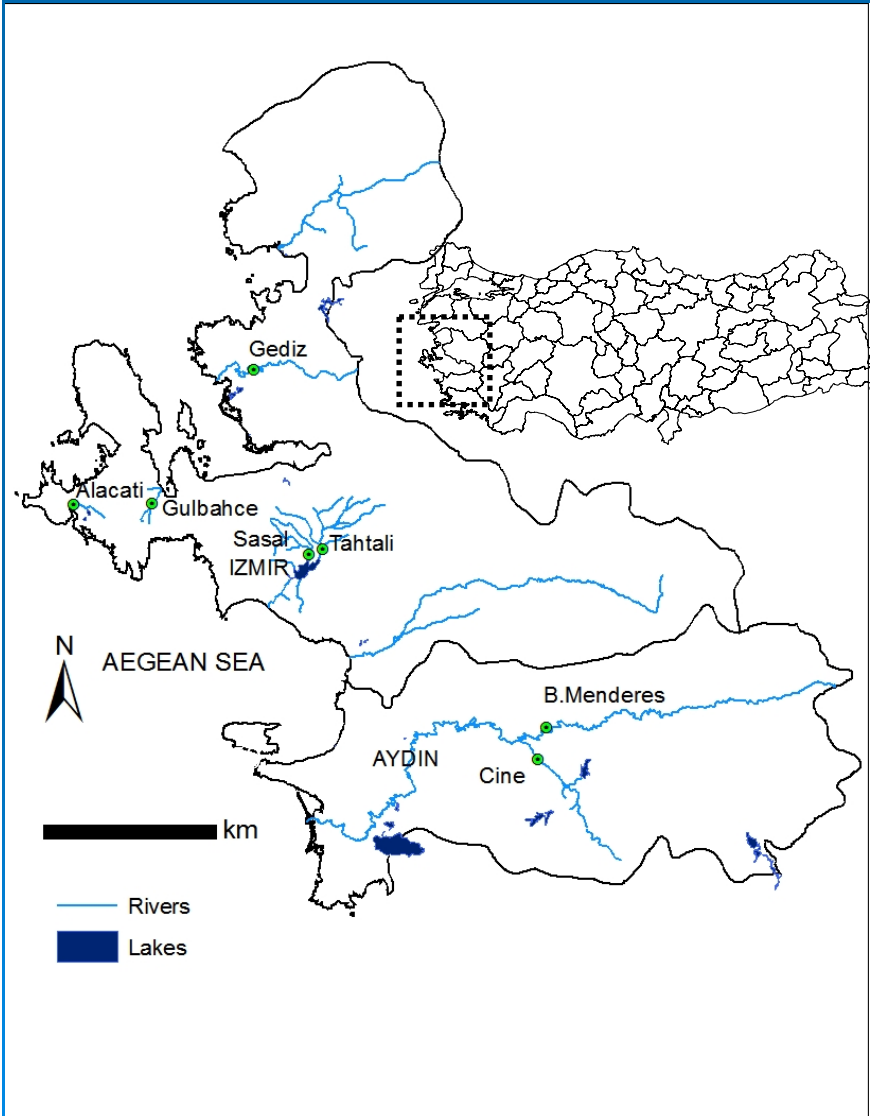 Gediz
Alacati
Gulbahce
Sasal
Tahtali
IZMIR
N
AEGEAN SEA
B.Menderes
AYDIN
Cine
km
Rivers
Lakes